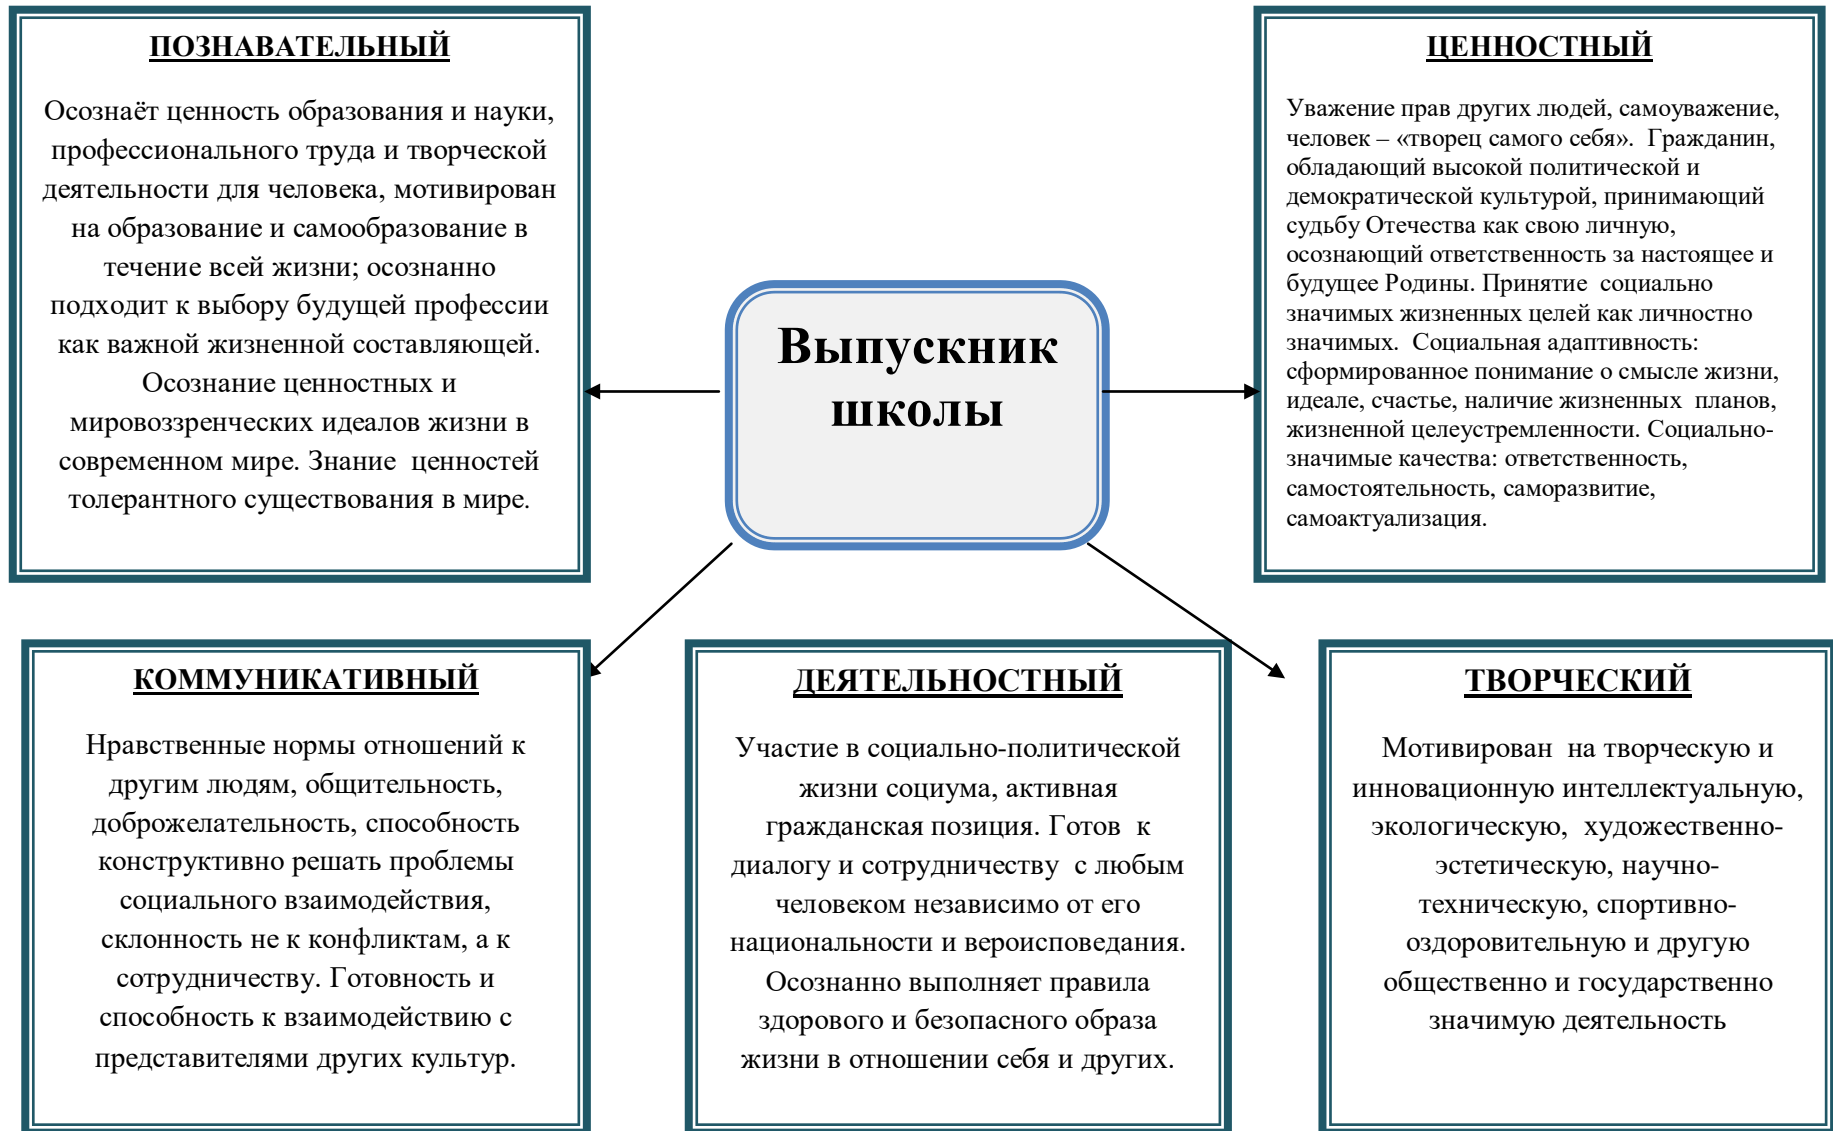 ПОЗНАВАТЕЛЬНЫЙ
Осознаёт ценность образования и науки,
профессионального труда и творческой
деятельности для человека, мотивирован
на образование и самообразование в
течение всей жизни; осознанно
подходит к выбору будущей профессии
как важной жизненной составляющей.
Осознание ценностных и
мировоззренческих идеалов жизни в
современном мире. Знание  ценностей
толерантного существования в мире.
Выпускник
школы
ЦЕННОСТНЫЙ
Уважение прав других людей, самоуважение,
человек – «творец самого себя».  Гражданин,
обладающий высокой политической и
демократической культурой, принимающий
судьбу Отечества как свою личную,
осознающий ответственность за настоящее и
будущее Родины. Принятие  социально
значимых жизненных целей как личностно
значимых.  Социальная адаптивность:
сформированное понимание о смысле жизни,
идеале, счастье, наличие жизненных  планов,
жизненной целеустремленности. Социально-
значимые качества: ответственность,
самостоятельность, саморазвитие,
самоактуализация.
КОММУНИКАТИВНЫЙ
Нравственные нормы отношений к
другим людям, общительность,
доброжелательность, способность
конструктивно решать проблемы
социального взаимодействия,
склонность не к конфликтам, а к
сотрудничеству. Готовность и
способность к взаимодействию с
представителями других культур.
ДЕЯТЕЛЬНОСТНЫЙ
Участие в социально-политической
жизни социума, активная
гражданская позиция. Готов  к
диалогу и сотрудничеству  с любым
человеком независимо от его
национальности и вероисповедания.
Осознанно выполняет правила
здорового и безопасного образа
жизни в отношении себя и других.
ТВОРЧЕСКИЙ
Мотивирован  на творческую и
инновационную интеллектуальную,
экологическую,  художественно-
эстетическую, научно-
техническую, спортивно-
оздоровительную и другую
общественно и государственно
значимую деятельность